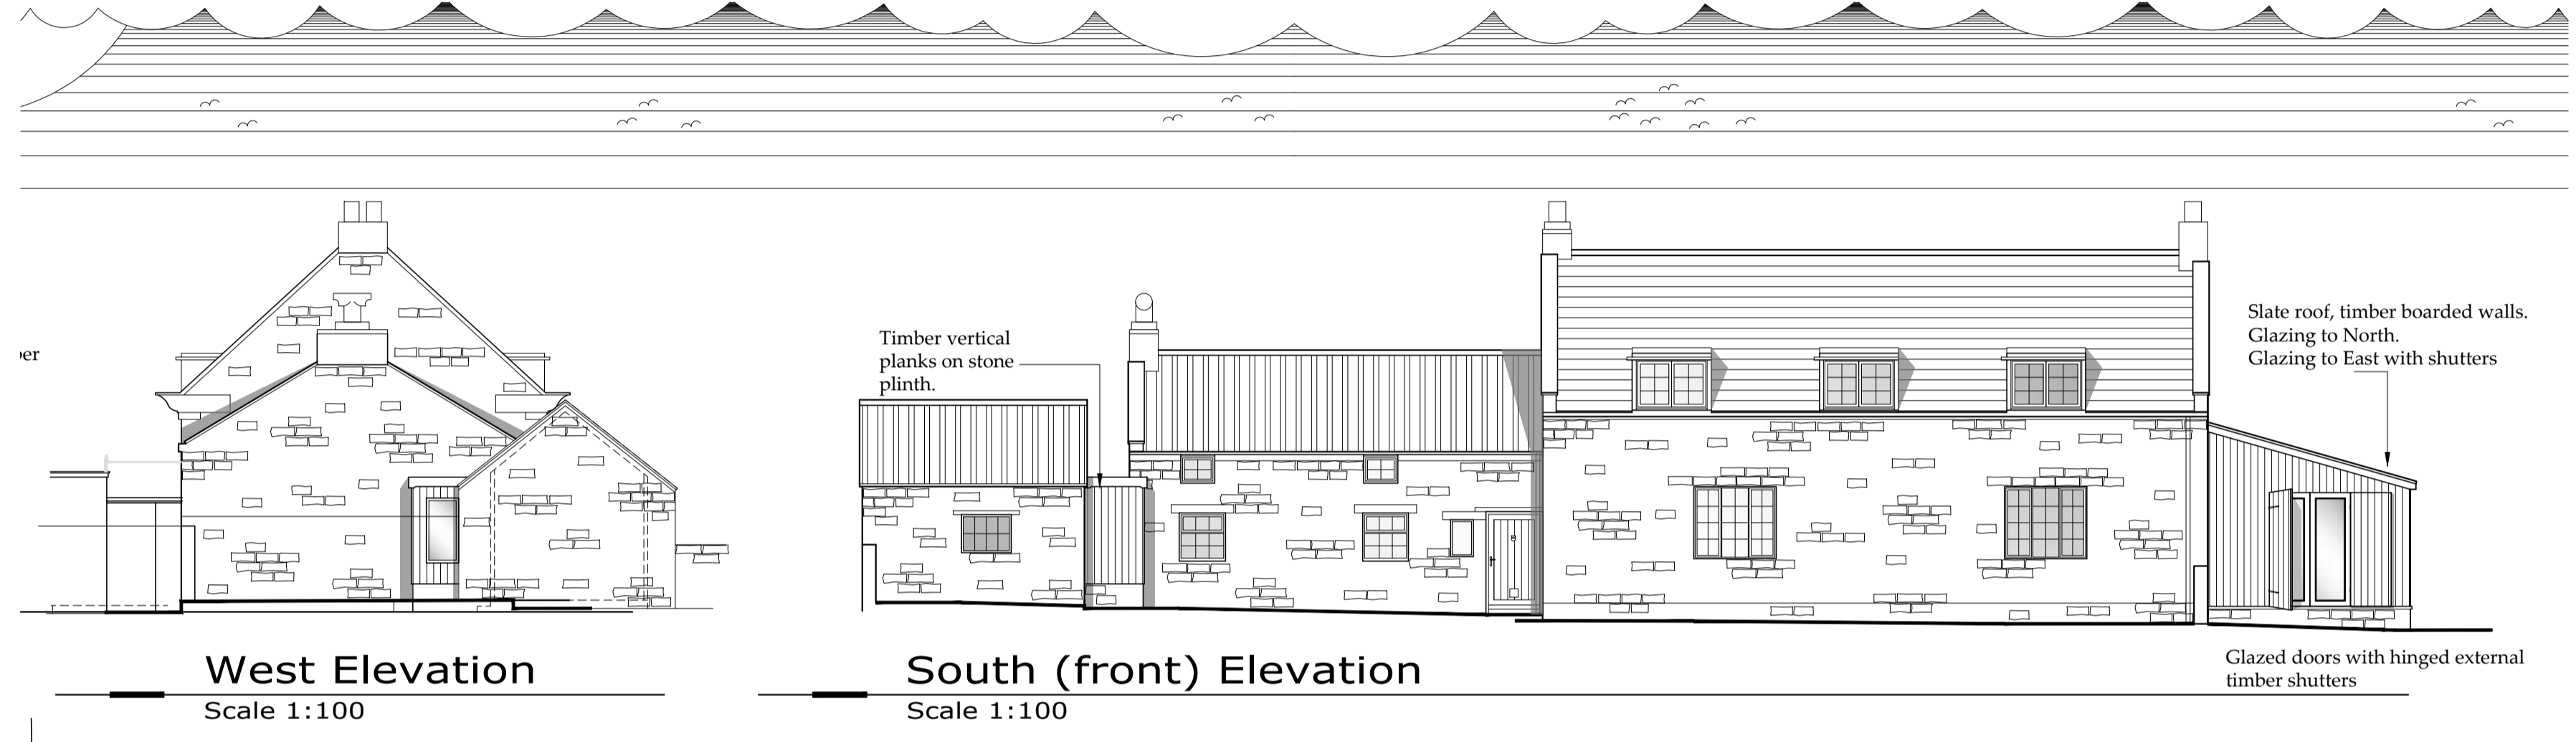 Timber vertical
planks on stone
plinth.
Slate roof, timber boarded walls.
Glazing to North.
Glazing to East with shutters
West Elevation
Scale 1:100
South (front) Elevation
Scale 1:100
Glazed doors with hinged external
timber shutters